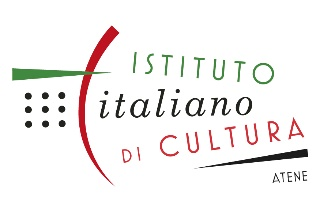 ISTITUTO
italiano
DI CULTURA
ATENE